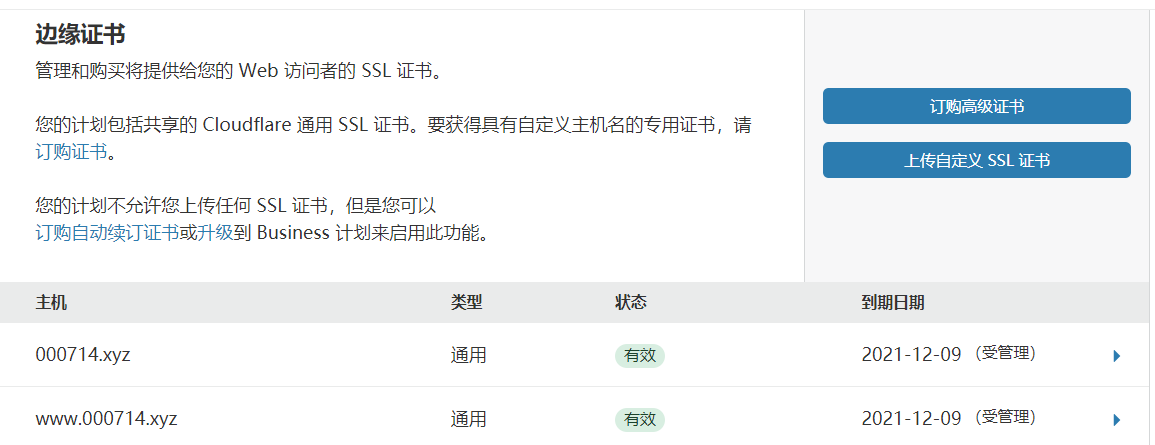 边缘证书
管理和购买将提供给您的 Web 访问者的 SSL 证书。
您的计划包括共享的 Cloudflare 通用 SSL 证书。要获得具有自定义主机名的专用证书，请
订购证书。
您的计划不允许您上传任何 SSL 证书，但是您可以
订购自动续订证书或升级到 Business 计划来启用此功能。
订购高级证书
上传自定义 SSL 证书
主机 类型 状态 到期日期
000714.xyz 通用 有效 2021-12-09 （受管理）
www.000714.xyz 通用 有效 2021-12-09 （受管理）